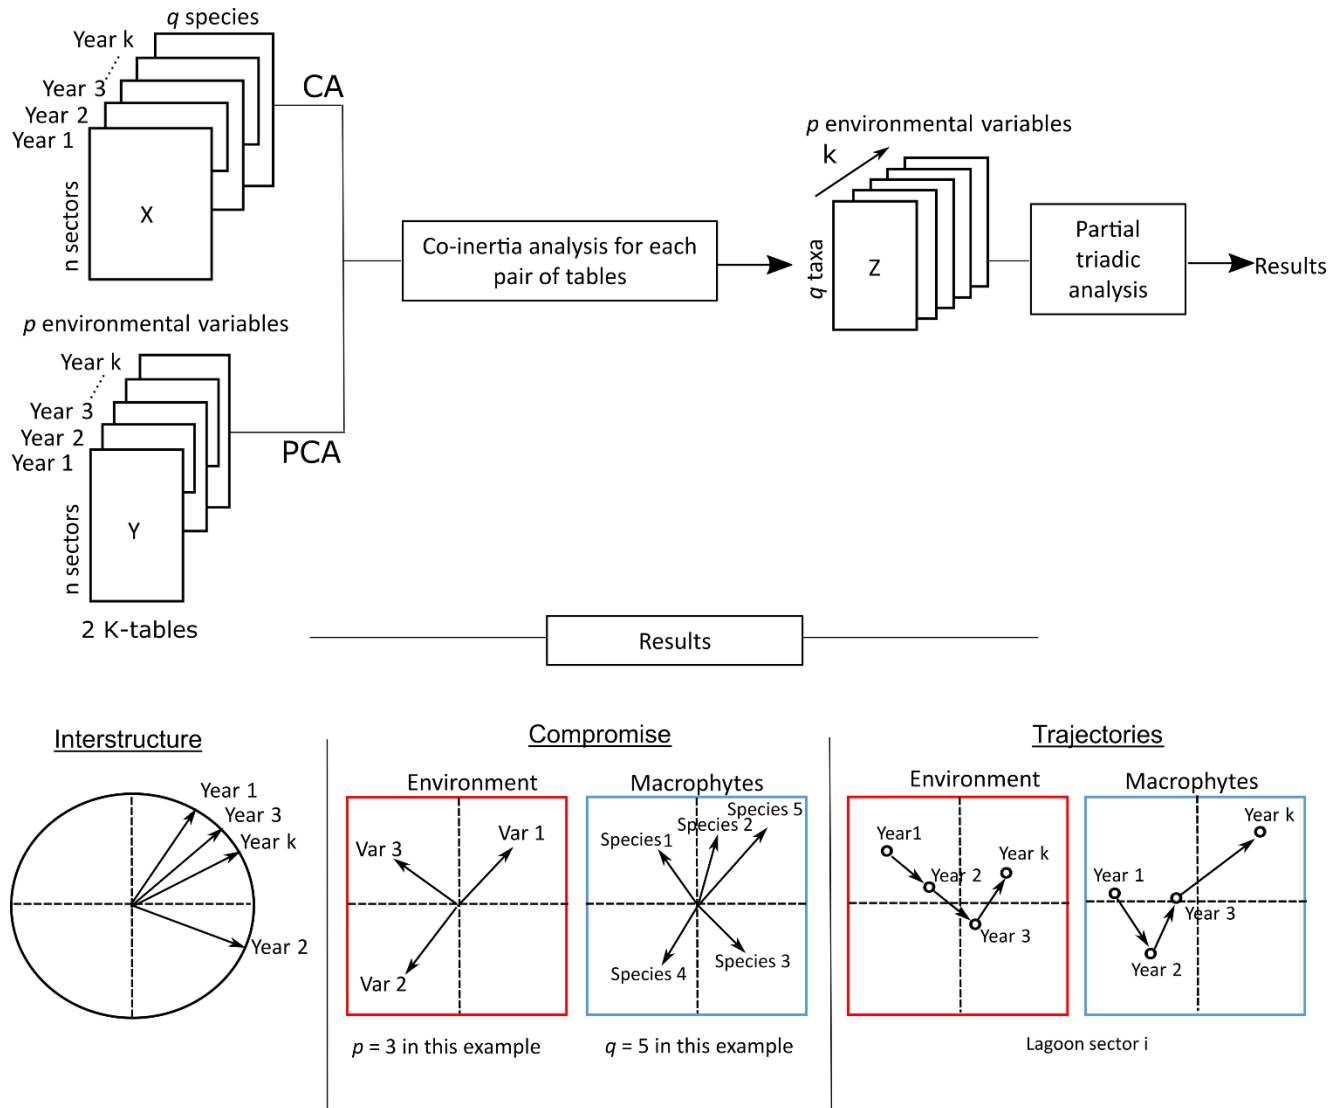 q species
Year k
Year 3
Year 2
Year 1
n sectors
X
CA
p environmental variables
Year k
Year 3
Year 2
Year 1
n sectors
Y
PCA
2 K-tables
Co-inertia analysis for each
pair of tables
p environmental variables
k
q taxa
Z
Partial
triadic
analysis
Results
Results
Interstructure
Year 1
Year 3
Year k
Year 2
Compromise
Environment
Var 1
Var 3
Var 2
p = 3 in this example
Macrophytes
Species 5
Species 2
Species 1
Species 4
Species 3
q = 5 in this example
Trajectories
Environment
Year1
Year 2
Year k
Year 3
Macrophytes
Year k
Year 1
Year 3
Year 2
Lagoon sector i